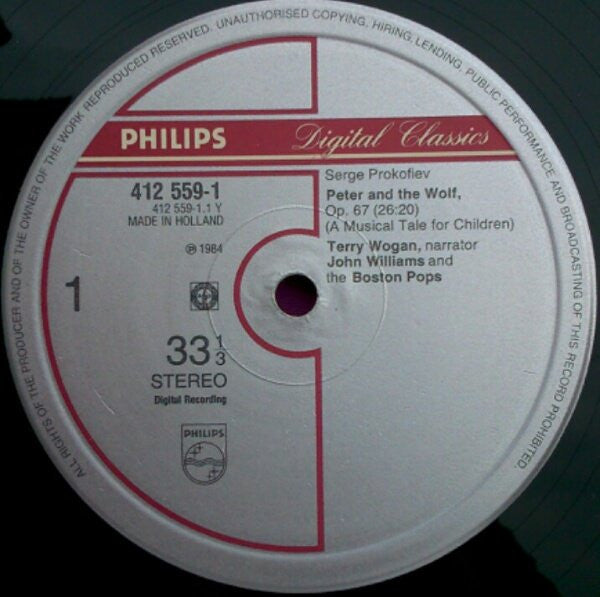 ALL RIGHTS OF THE PRODUCER AND OF THE OWNER OF THE WORK REPRODUCED RESERVED. UNAUTHORISED COPYING, HIRING, LENDING, PUBLIC PERFORMANCE AND BROADCASTING OF THIS RECORD PROHIBITED.
PHILIPS Digital Classics
412 559-1
412 559-1.1 Y
MADE IN HOLLAND
℗ 1984
1
33 1/3
STEREO
Digital Recording
PHILIPS
Serge Prokofiev
Peter and the Wolf,
Op. 67 (26:20)
(A Musical Tale for Children)
Terry Wogan, narrator
John Williams and
the Boston Pops